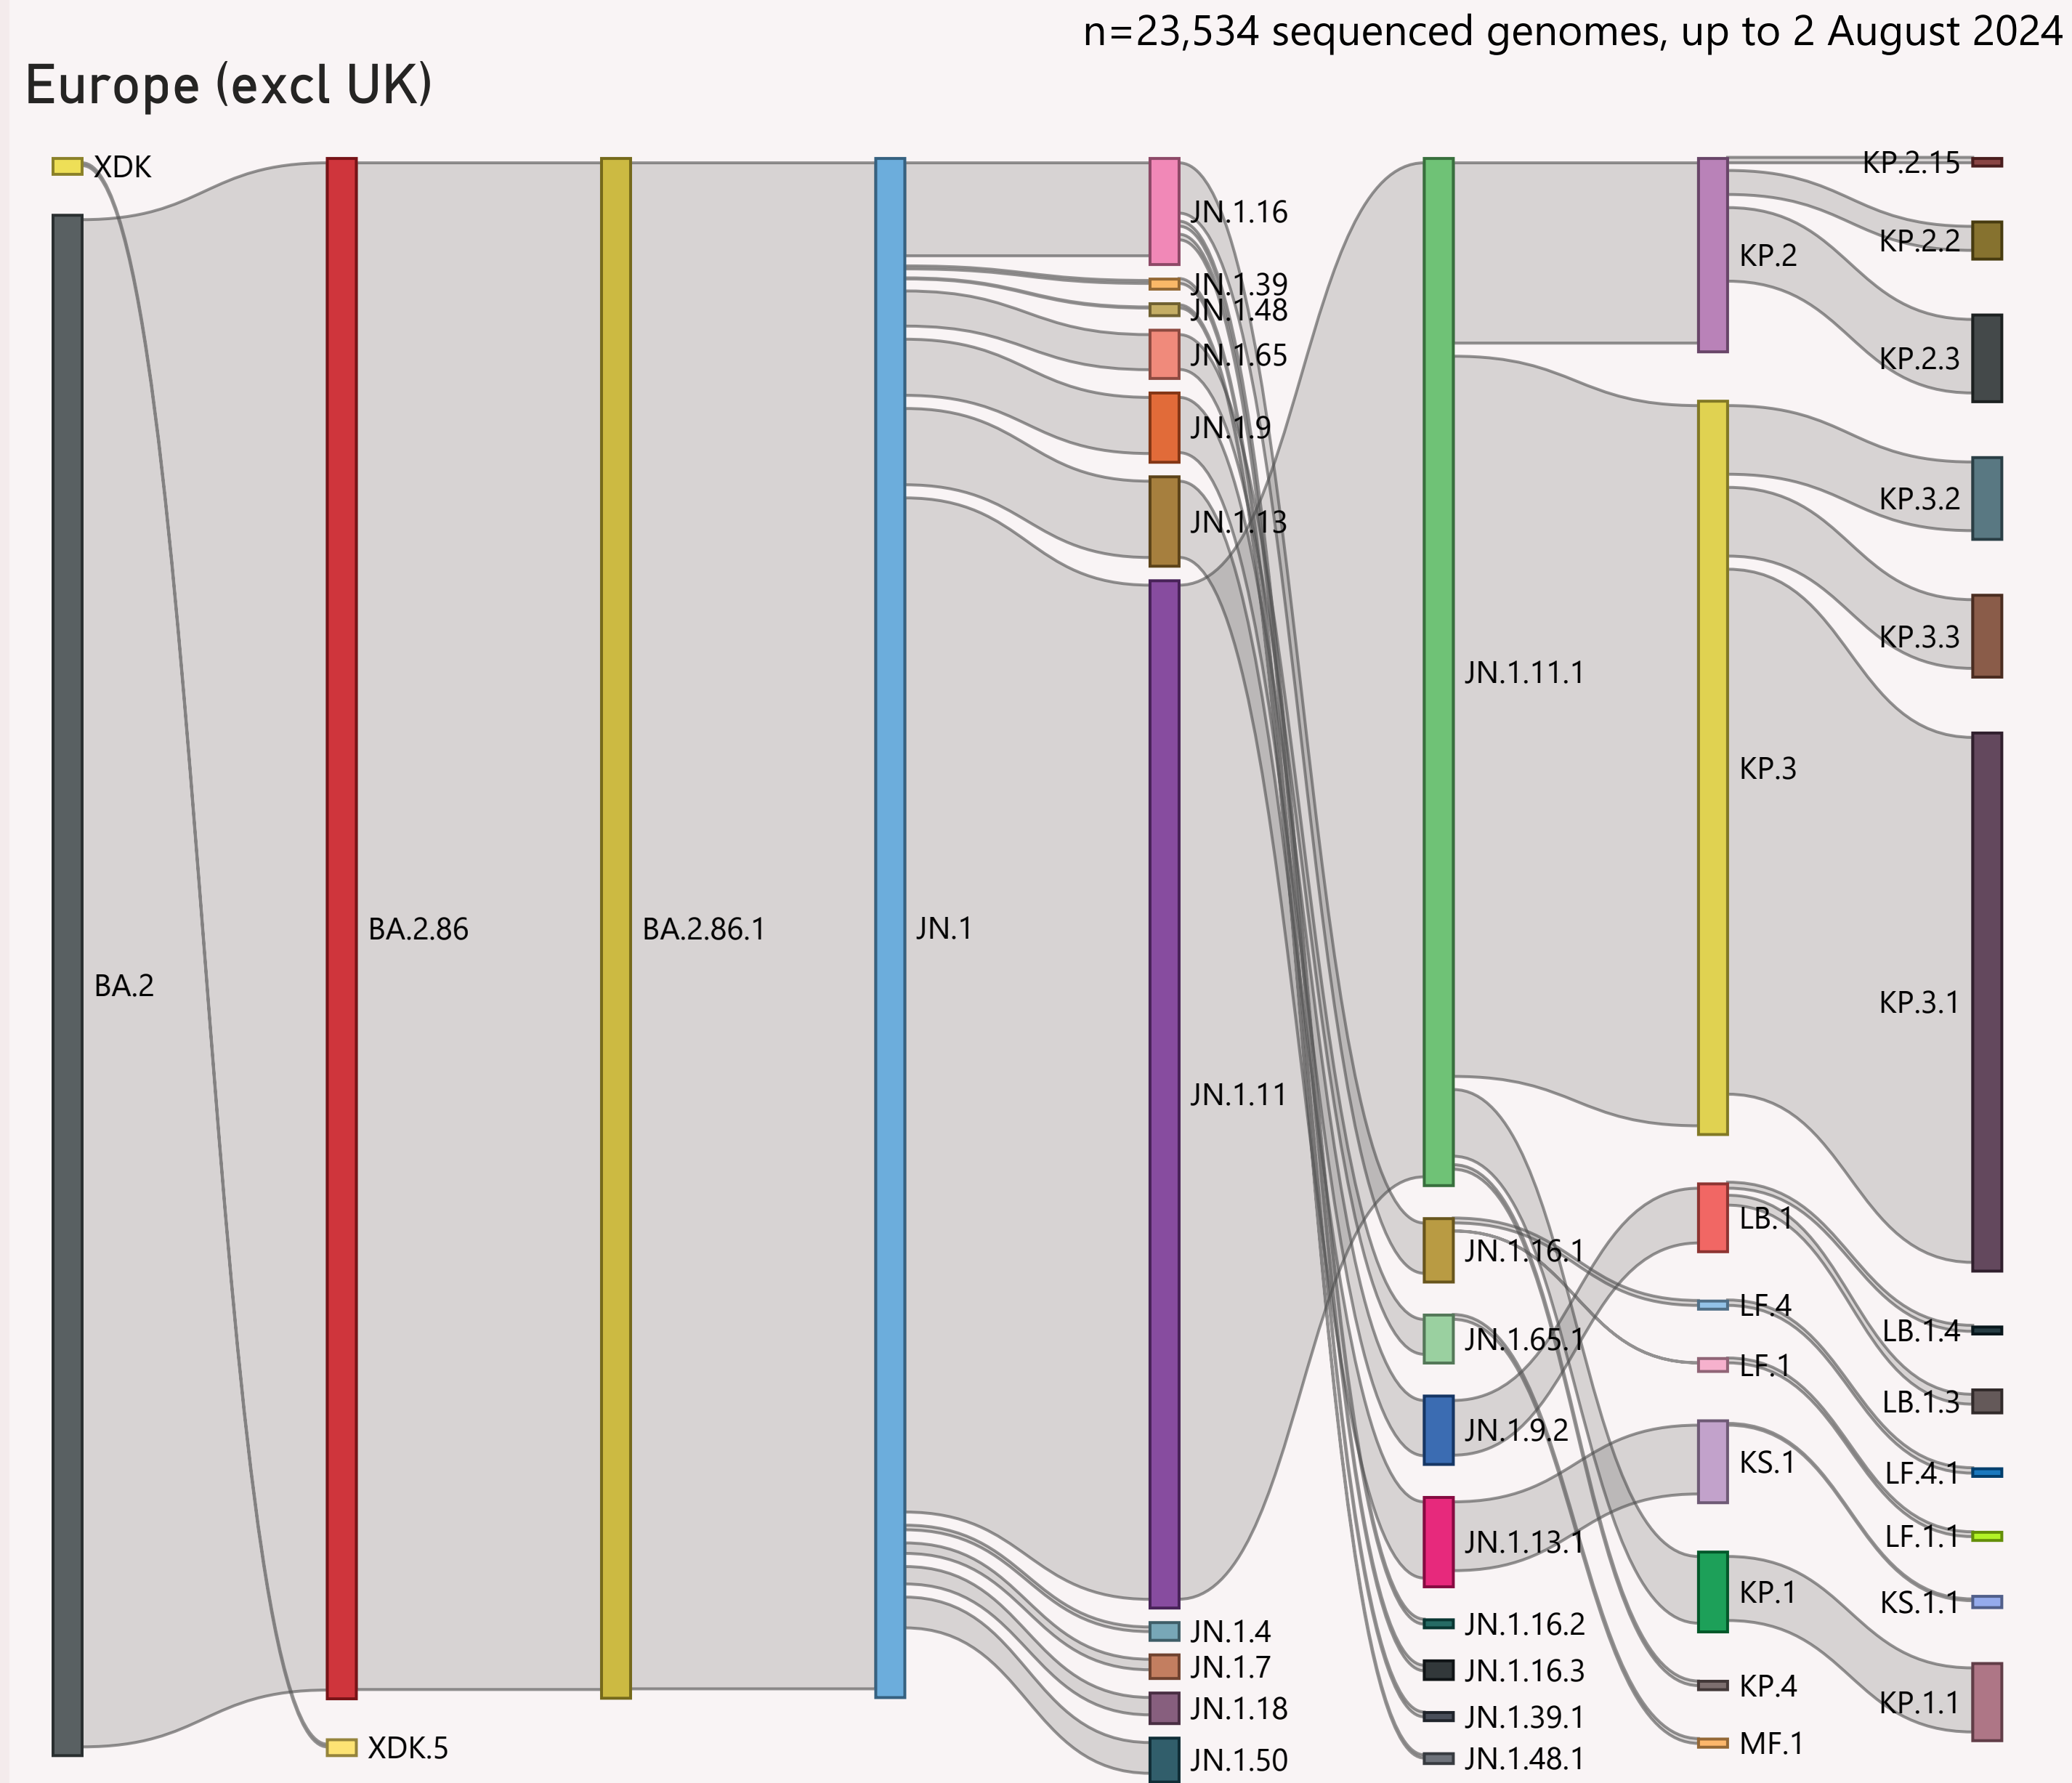 n=23,534 sequenced genomes, up to 2 August 2024
Europe (excl UK)
XDK
BA.2
BA.2.86
XDK.5
BA.2.86.1
JN.1
JN.1.16
JN.1.39
JN.1.48
JN.1.65
JN.1.9
JN.1.13
JN.1.11
JN.1.4
JN.1.7
JN.1.18
JN.1.50
JN.1.11.1
JN.1.16.1
JN.1.65.1
JN.1.9.2
JN.1.13.1
JN.1.16.2
JN.1.16.3
JN.1.39.1
JN.1.48.1
KP.2
KP.3
LB.1
LF.4
LF.1
KS.1
KP.1
KP.4
MF.1
KP.2.15
KP.2.2
KP.2.3
KP.3.2
KP.3.3
KP.3.1
LB.1.4
LB.1.3
LF.4.1
LF.1.1
KS.1.1
KP.1.1